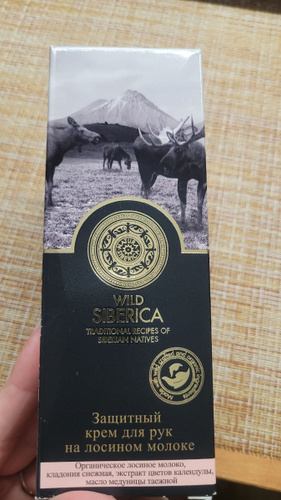 WILD
SIBERICA
TRADITIONAL RECIPES OF
SIBERIAN NATIVES
Защитный
крем для рук
на лосином молоке
Органическое лосиное молоко,
кладония снежная, экстракт цветов календулы,
масло медуницы таежной